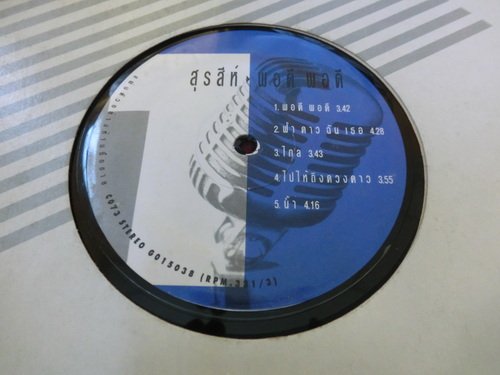 สุรสีห์ • พอดี พอดี
1. พอดี พอดี 3.42
2. ฟ้า ดาว ฉัน เธอ 4.28
3. ไกล 3.43
4. ไปให้ถึงดวงดาว 3.55
5. น้ำ 4.16
C073 STEREO G015038 (RPM.331/3)
1